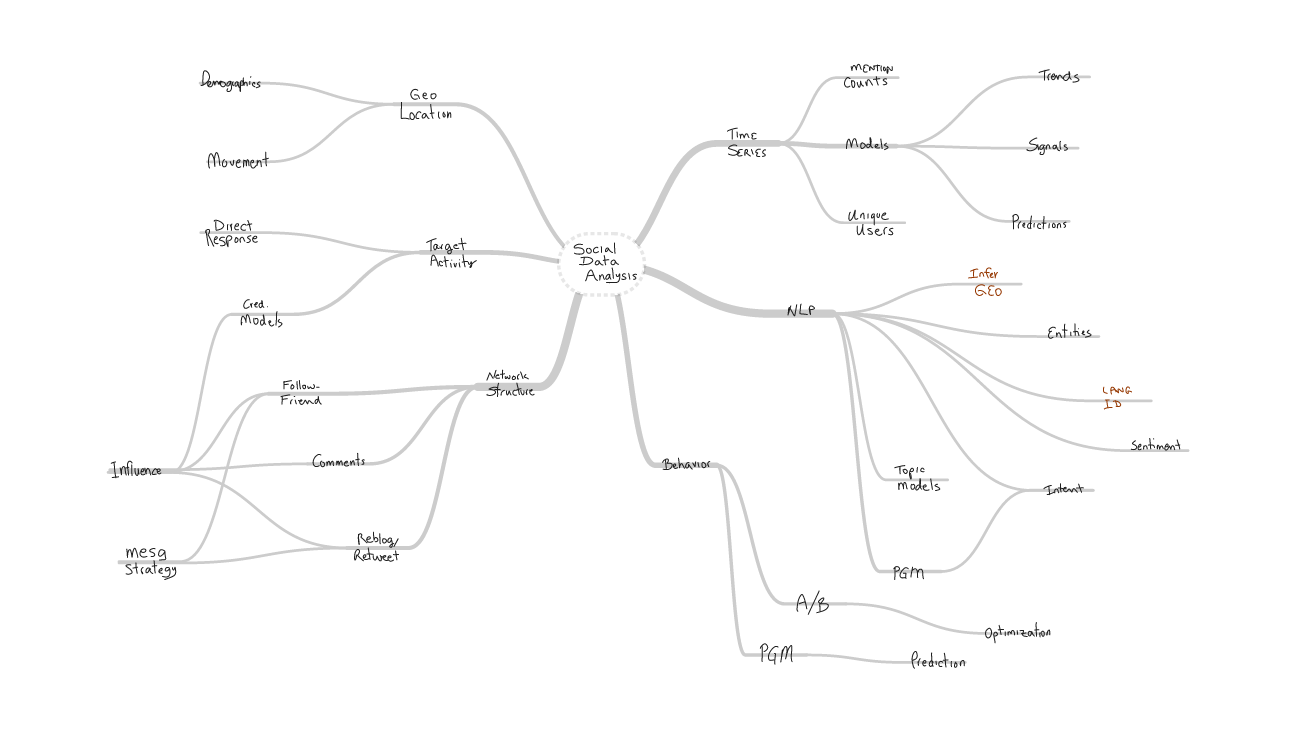 Social
Data
Analysis
Geo
Location
Demographics
Movement
Target
Activity
Direct
Response
Cred.
Models
Network
Structure
Follow-
Friend
Comments
Reblog/
Retweet
Influence
mesg
Strategy
TIME
SERIES
MENTION
Counts
Models
Trends
Signals
Predictions
Unique
Users
NLP
Infer
GEO
Entities
LANG
ID
Sentiment
Intent
Topic
Models
PGM
Behavior
A/B
Optimization
PGM
Prediction